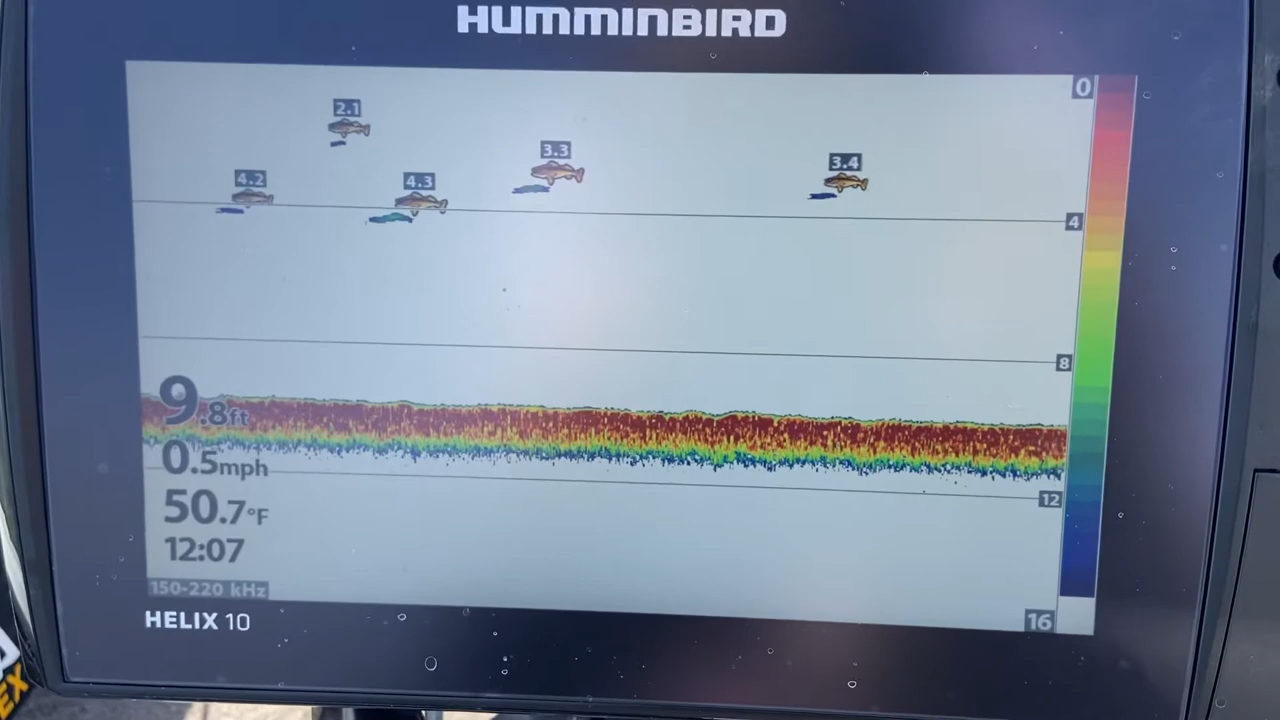 HUMMINBIRD
0
2.1
3.3
3.4
4.2
4.3
4
8
9.8ft
0.5mph
12
50.7°F
12:07
150-220 kHz
16
HELIX 10
EX